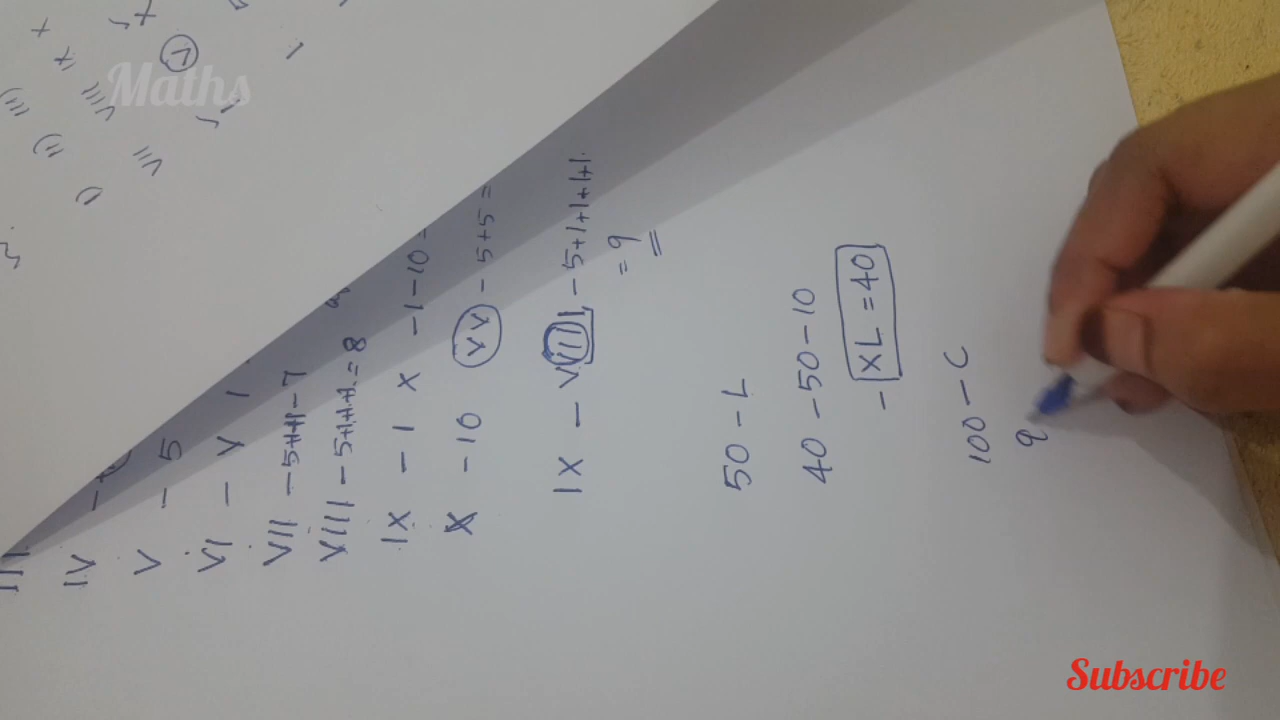 Maths
III
IV -
V - 5
VI - V 1
VII - 5+1+1 - 7
VIII - 5+1+1+1. = 8
IX - 1 X - 1 - 10 =
X - 10 VV - 5+5 =
IX - VIIII - 5+1+1+1+1.
= 9
50 - L
40 - 50 - 10
- XL = 40
100 - C
9
Subscribe